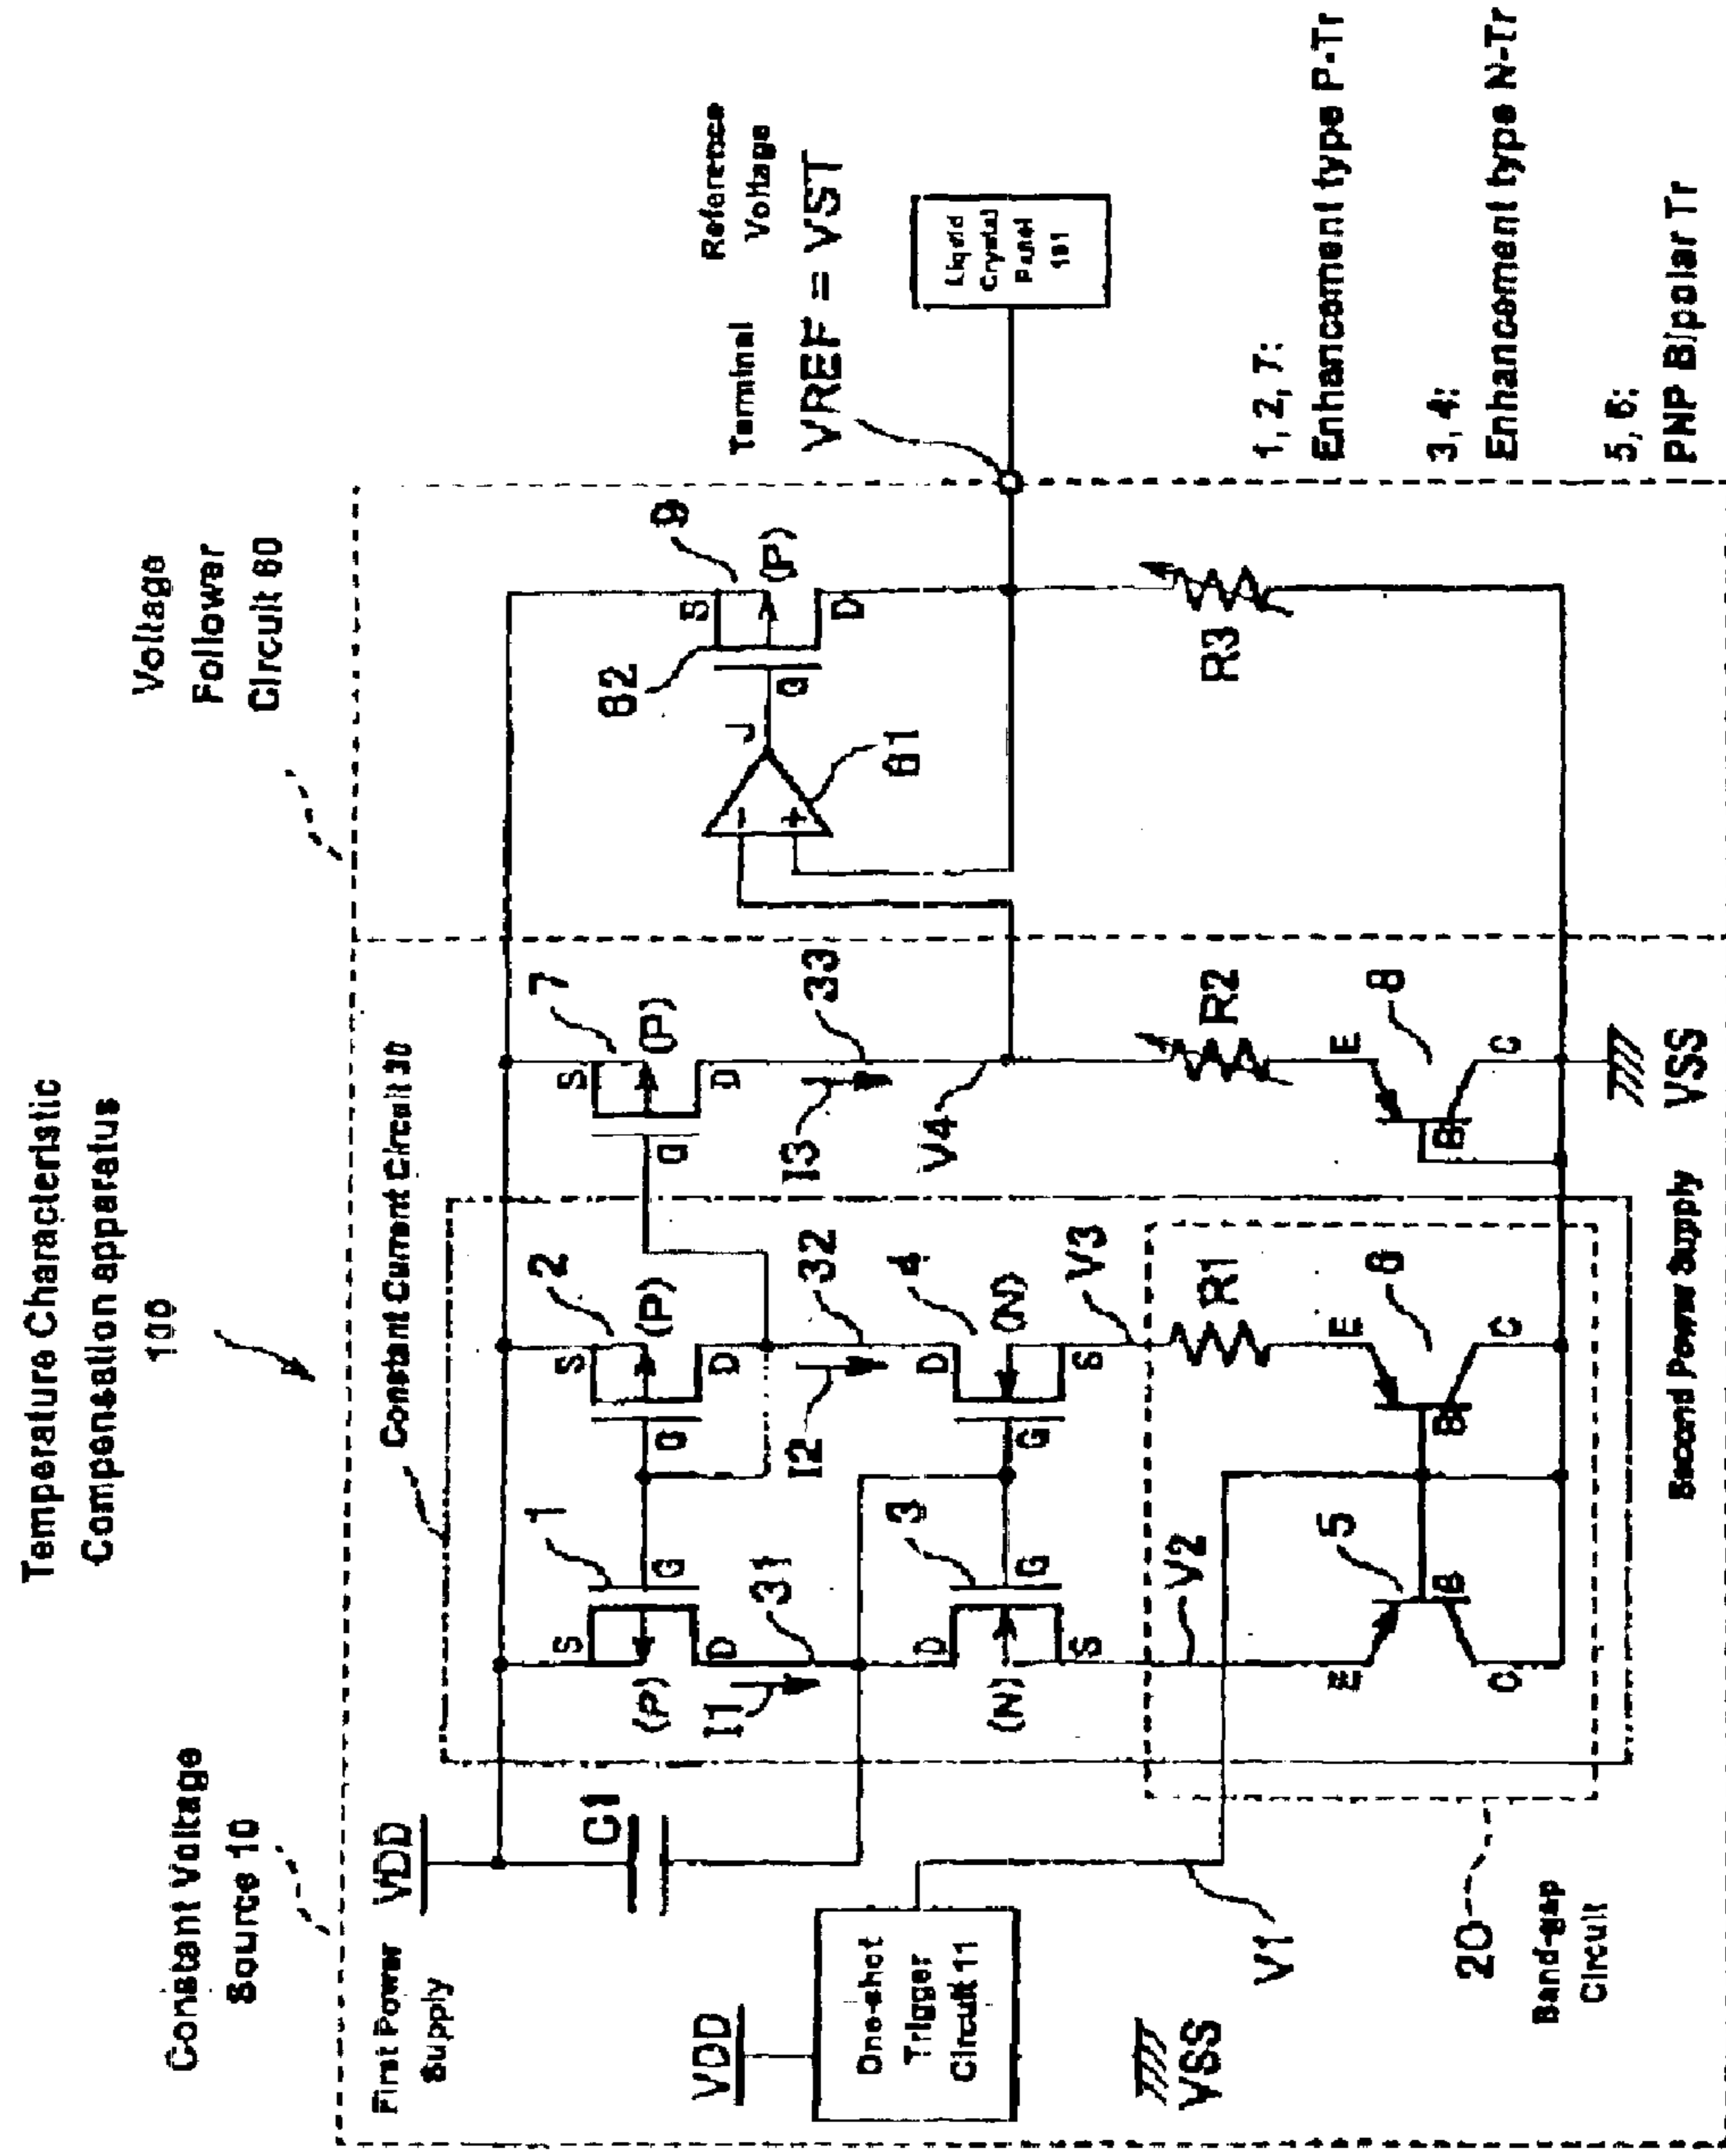 Temperature Characteristic
Compensation apparatus
100
Constant Voltage
Source 10
Voltage
Follower
Circuit 60
First Power
Supply
VDD
C1
Constant Current Circuit 30
VDD
One-shot
Trigger
Circuit 11
VSS
V1
20
Band-gap
Circuit
1
S
G
D
(P)
I1
31
2
S
G
D
(P)
I2
32
7
S
G
D
(P)
I3
33
3
D
G
S
(N)
V2
4
D
G
S
(N)
V3
V4
5
E
B
C
R1
6
E
B
C
R2
8
E
B
C
VSS
Second Power Supply
J
-
+
61
62
9
S
G
D
(P)
R3
Terminal
Reference
Voltage
VREF = VST
Liquid
Crystal
Panel
101
1, 2, 7:
Enhancement type P-Tr
3, 4:
Enhancement type N-Tr
5, 6:
PNP Bipolar Tr